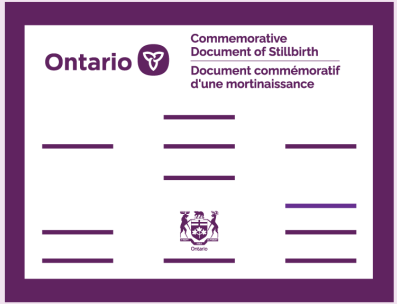 Ontario
Commemorative
Document of Stillbirth
Document commémoratif
d'une mortinaissance
Ontario